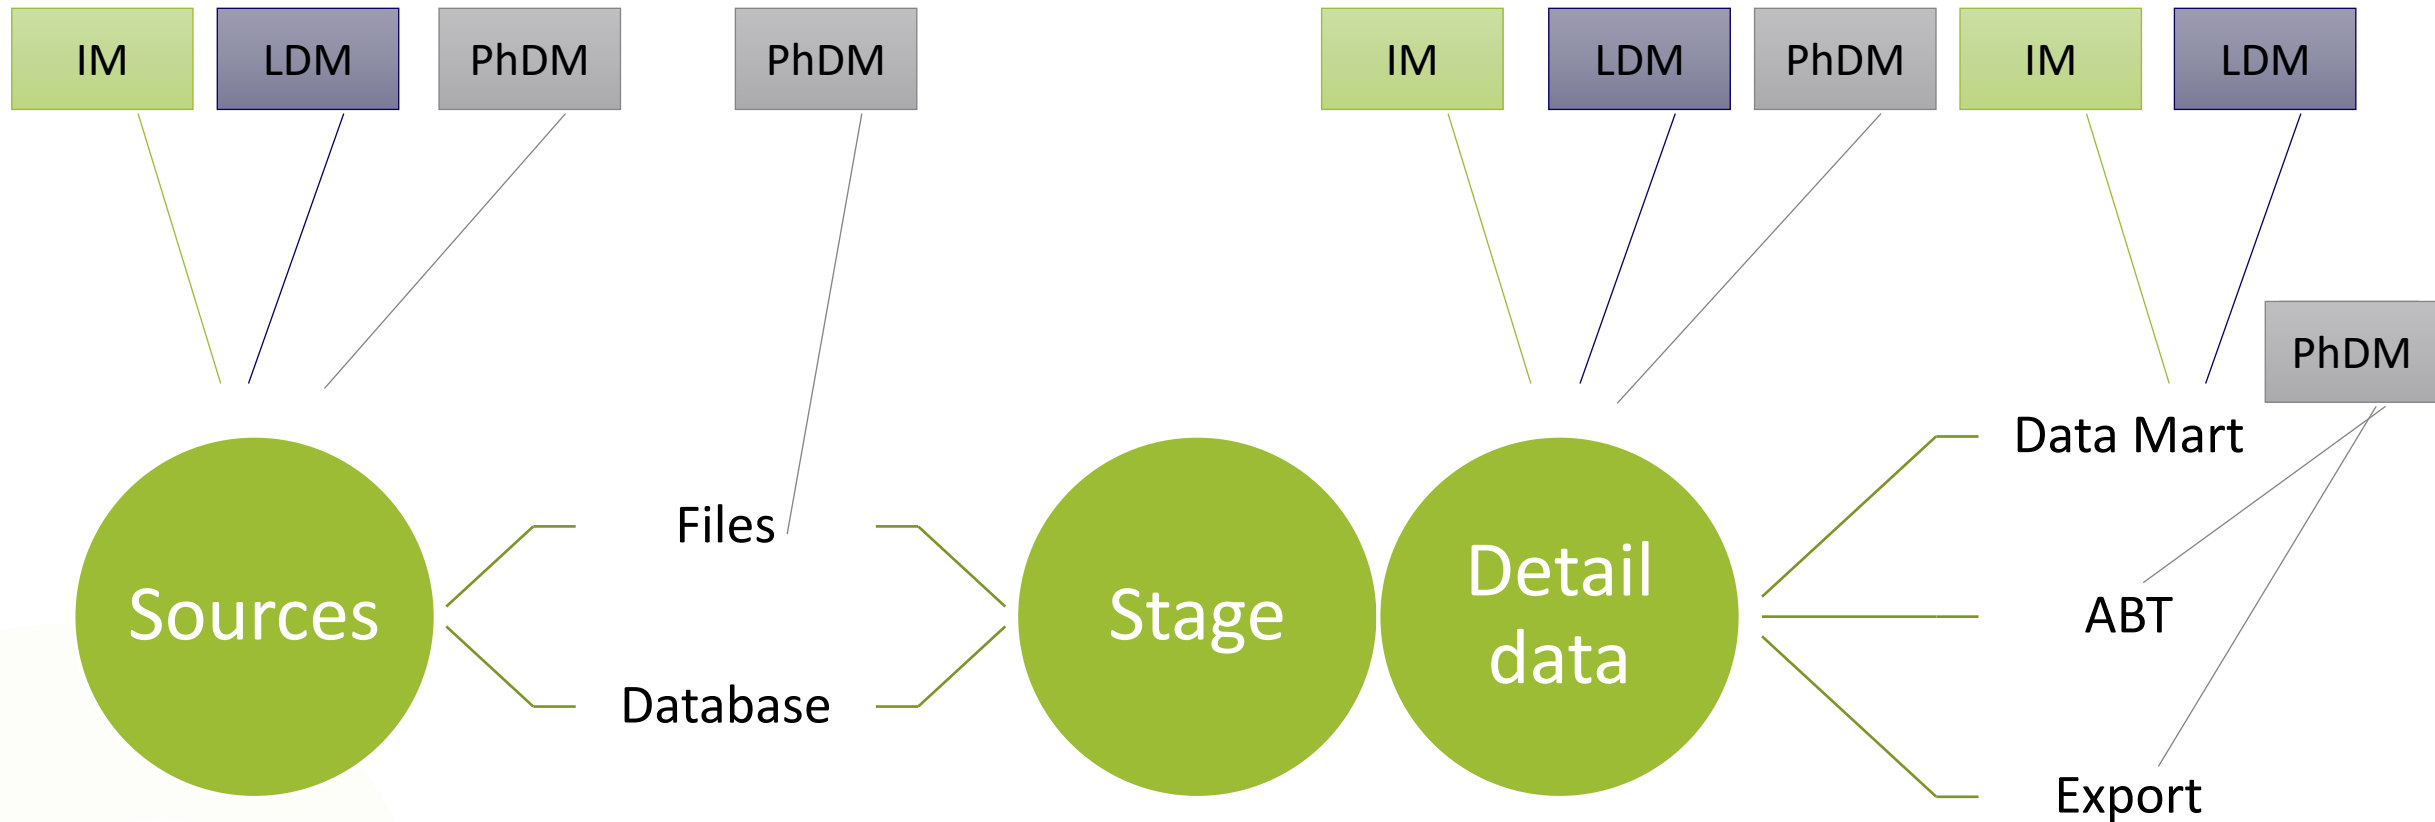 IM
LDM
PhDM
PhDM
IM
LDM
PhDM
IM
LDM
PhDM
Sources
Files
Database
Stage
Detail
data
Data Mart
ABT
Export